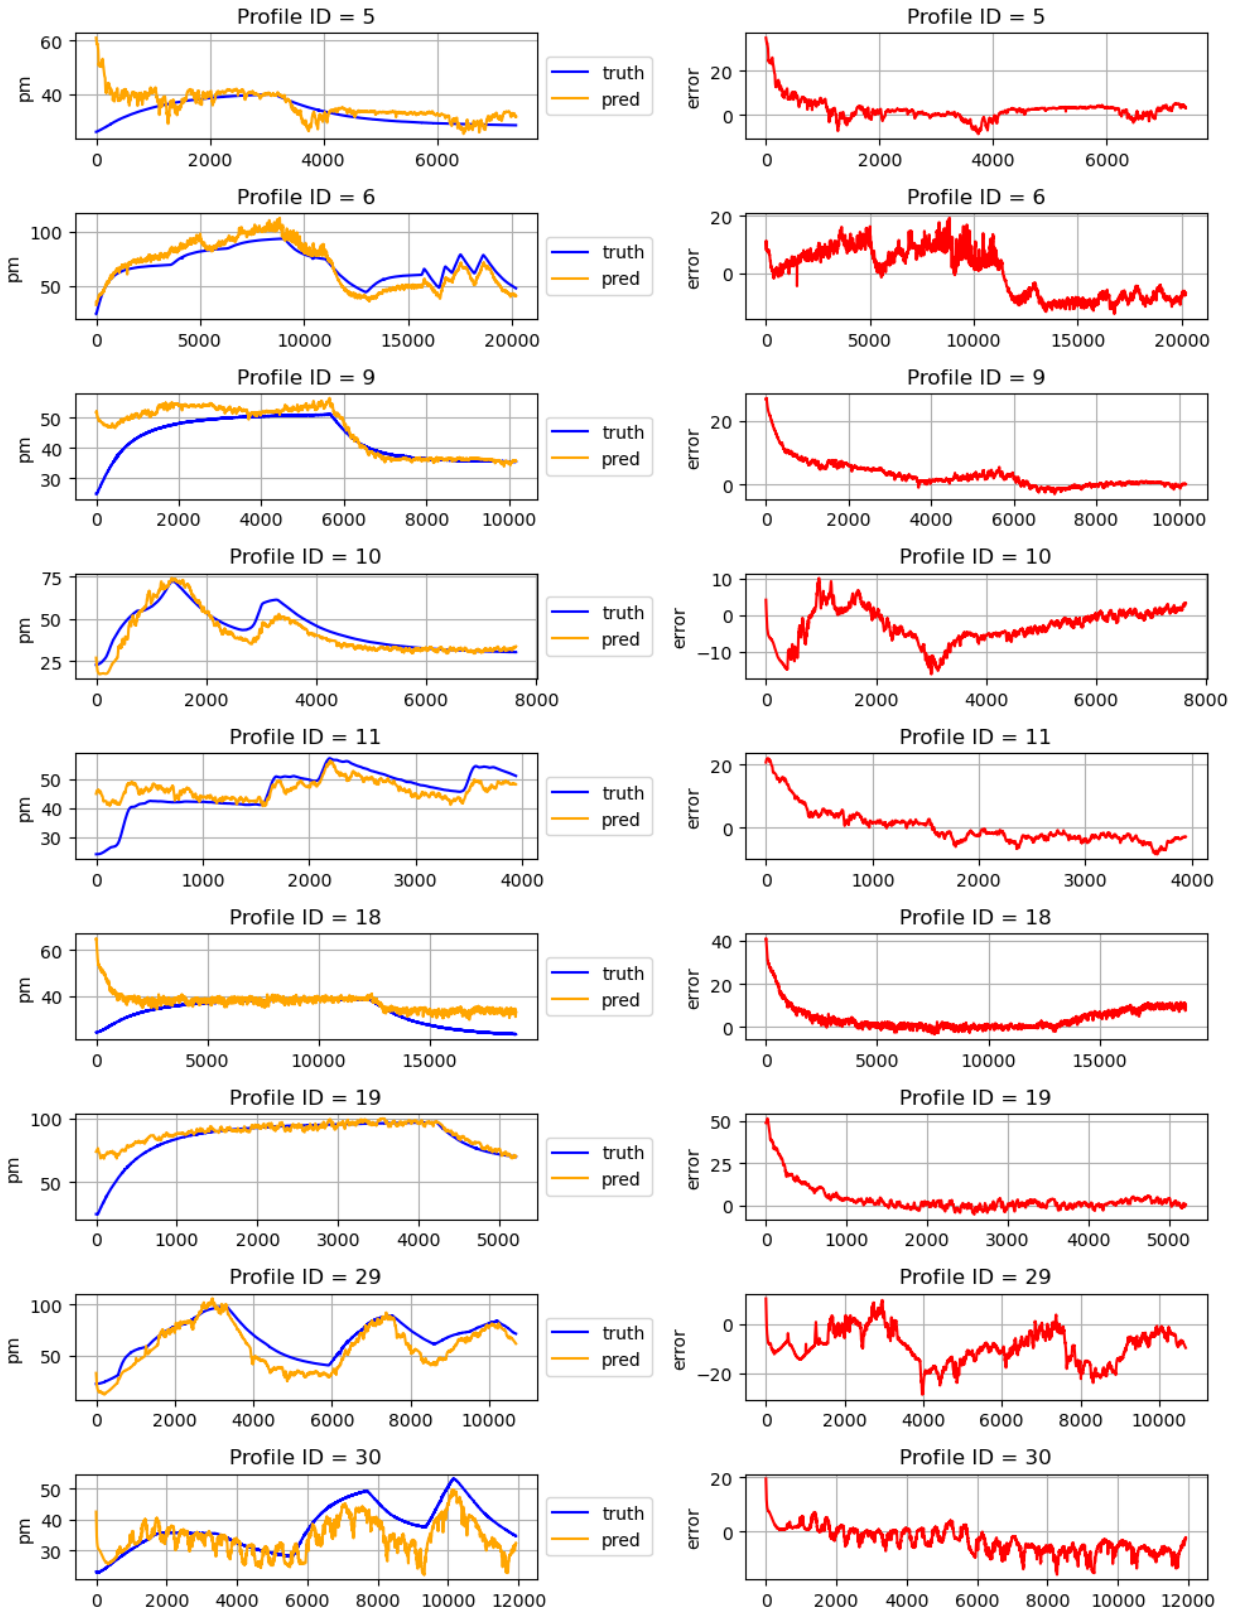 Profile ID = 5
60
40
pm
0 2000 4000 6000
truth
pred
Profile ID = 5
20
0
error
0 2000 4000 6000
Profile ID = 6
100
50
pm
0 5000 10000 15000 20000
truth
pred
Profile ID = 6
20
0
error
0 5000 10000 15000 20000
Profile ID = 9
50
40
30
pm
0 2000 4000 6000 8000 10000
truth
pred
Profile ID = 9
20
0
error
0 2000 4000 6000 8000 10000
Profile ID = 10
75
50
25
pm
0 2000 4000 6000 8000
truth
pred
Profile ID = 10
10
0
−10
error
0 2000 4000 6000 8000
Profile ID = 11
50
40
30
pm
0 1000 2000 3000 4000
truth
pred
Profile ID = 11
20
0
error
0 1000 2000 3000 4000
Profile ID = 18
60
40
pm
0 5000 10000 15000
truth
pred
Profile ID = 18
40
20
0
error
0 5000 10000 15000
Profile ID = 19
100
50
pm
0 1000 2000 3000 4000 5000
truth
pred
Profile ID = 19
50
25
0
error
0 1000 2000 3000 4000 5000
Profile ID = 29
100
50
pm
0 2000 4000 6000 8000 10000
truth
pred
Profile ID = 29
0
−20
error
0 2000 4000 6000 8000 10000
Profile ID = 30
50
40
30
pm
0 2000 4000 6000 8000 10000 12000
truth
pred
Profile ID = 30
20
0
error
0 2000 4000 6000 8000 10000 12000